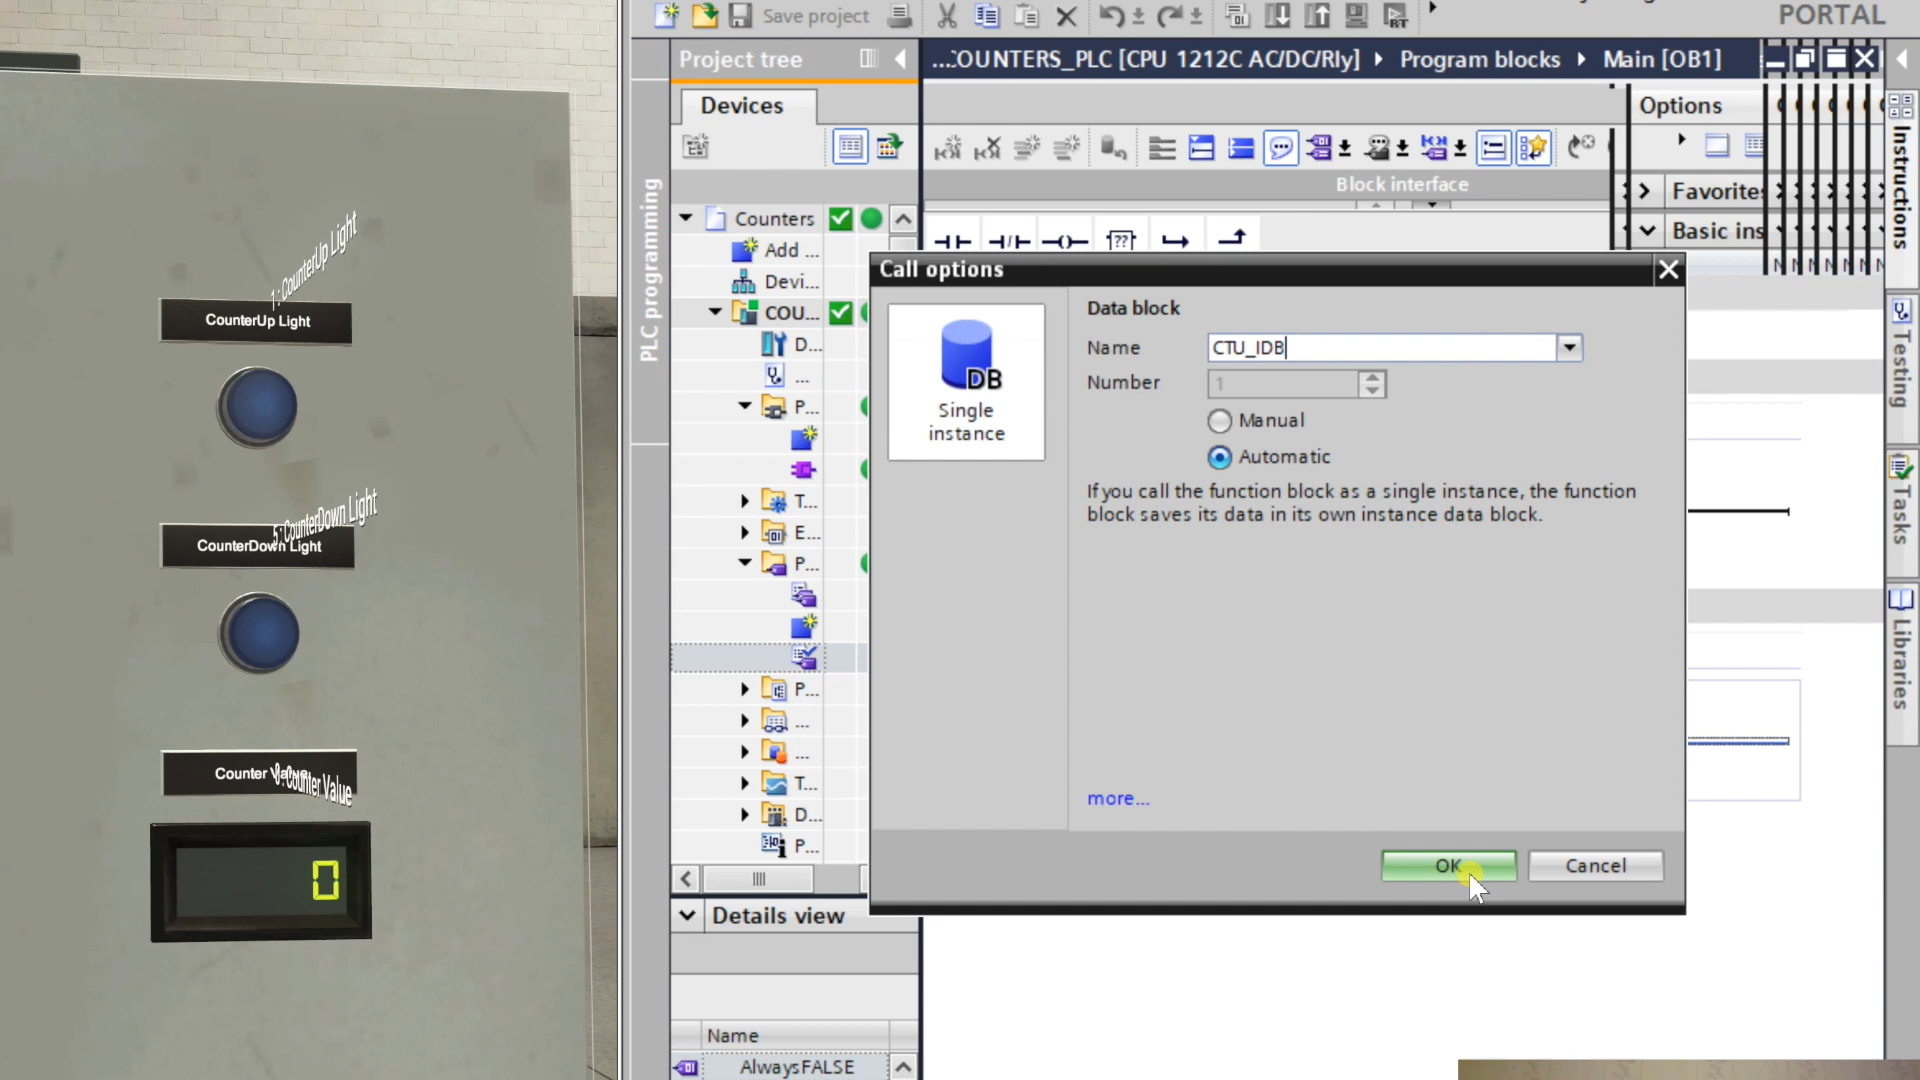 Save project
PORTAL
Project tree
...OUNTERS_PLC [CPU 1212C AC/DC/Rly] Program blocks Main [OB1]
Devices
Options
Block interface
Favorites
Basic ins
Counters
Add ...
Devi...
COU...
D...
...
P...
T...
E...
P...
P...
...
...
T...
D...
P...
PLC programming
Instructions
Testing
Tasks
Libraries
Call options
DB
Single
instance
Data block
Name CTU_IDB
Number 1
Manual
Automatic
If you call the function block as a single instance, the function
block saves its data in its own instance data block.
more...
OK Cancel
Details view
Name
AlwaysFALSE
1 : CounterUp Light
CounterUp Light
5 : CounterDown Light
CounterDown Light
Counter Value
Counter Value
0